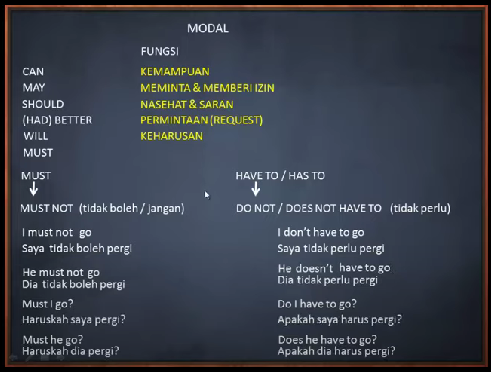 MODAL
FUNGSI
CAN KEMAMPUAN
MAY MEMINTA & MEMBERI IZIN
SHOULD NASEHAT & SARAN
(HAD) BETTER PERMINTAAN (REQUEST)
WILL KEHARUSAN
MUST
MUST HAVE TO / HAS TO
MUST NOT (tidak boleh / jangan) DO NOT / DOES NOT HAVE TO (tidak perlu)
I must not go I don't have to go
Saya tidak boleh pergi Saya tidak perlu pergi
He must not go He doesn't have to go
Dia tidak boleh pergi Dia tidak perlu pergi
Must I go? Do I have to go?
Haruskah saya pergi? Apakah saya harus pergi?
Must he go? Does he have to go?
Haruskah dia pergi? Apakah dia harus pergi?